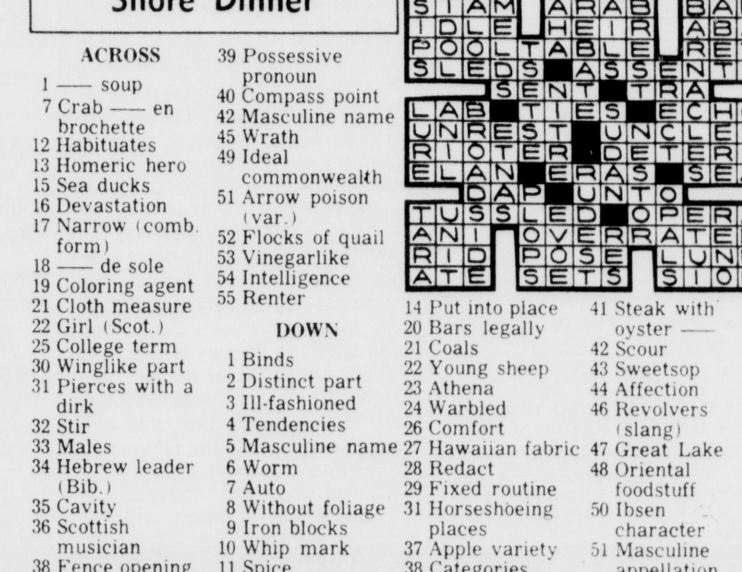 Shore Dinner
ACROSS
1 —— soup
7 Crab —— en
brochette
12 Habituates
13 Homeric hero
15 Sea ducks
16 Devastation
17 Narrow (comb.
form)
18 —— de sole
19 Coloring agent
21 Cloth measure
22 Girl (Scot.)
25 College term
30 Winglike part
31 Pierces with a
dirk
32 Stir
33 Males
34 Hebrew leader
(Bib.)
35 Cavity
36 Scottish
musician
38 Fence opening
39 Possessive
pronoun
40 Compass point
42 Masculine name
45 Wrath
49 Ideal
commonwealth
51 Arrow poison
(var.)
52 Flocks of quail
53 Vinegarlike
54 Intelligence
55 Renter
DOWN
1 Binds
2 Distinct part
3 Ill-fashioned
4 Tendencies
5 Masculine name
6 Worm
7 Auto
8 Without foliage
9 Iron blocks
10 Whip mark
11 Spice
SIAM ARAB BA
IDLE HEIR AB
POOLTABLE RE
SLEDS ASSENT
SENT TRA
LAB TIES ECH
UNREST UNCLE
RIOTER DETER
ELAN ERAS SE
DAP UNTO
TUSSLED OPER
ANI OVERRATE
RID POSE LUN
ATE SETS SLO
14 Put into place
20 Bars legally
21 Coals
22 Young sheep
23 Athena
24 Warbled
26 Comfort
27 Hawaiian fabric
28 Redact
29 Fixed routine
31 Horseshoeing
places
37 Apple variety
38 Categories
41 Steak with
oyster ——
42 Scour
43 Sweetsop
44 Affection
46 Revolvers
(slang)
47 Great Lake
48 Oriental
foodstuff
50 Ibsen
character
51 Masculine
appellation